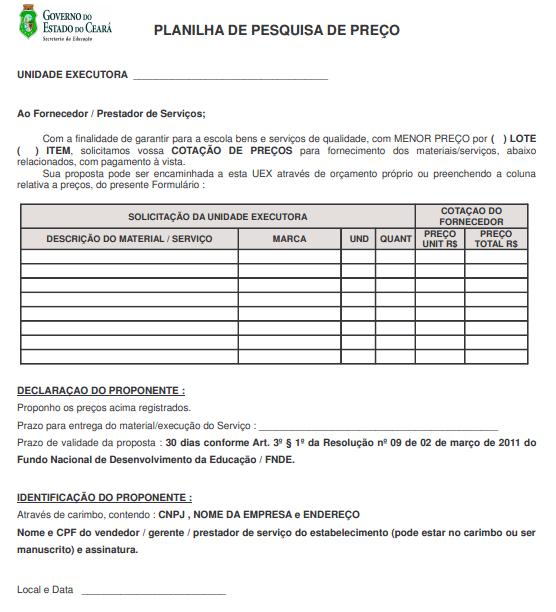 GOVERNO DO
ESTADO DO CEARÁ
Secretaria da Educação
PLANILHA DE PESQUISA DE PREÇO
UNIDADE EXECUTORA ___________________________________
Ao Fornecedor / Prestador de Serviços;
Com a finalidade de garantir para a escola bens e serviços de qualidade, com MENOR PREÇO por (  ) LOTE
(  ) ITEM, solicitamos vossa COTAÇÃO DE PREÇOS para fornecimento dos materiais/serviços, abaixo
relacionados, com pagamento à vista.
Sua proposta pode ser encaminhada a esta UEX através de orçamento próprio ou preenchendo a coluna
relativa a preços, do presente Formulário :
SOLICITAÇÃO DA UNIDADE EXECUTORA
COTAÇAO DO
FORNECEDOR
DESCRIÇÃO DO MATERIAL / SERVIÇO
MARCA
UND
QUANT
PREÇO
UNIT R$
PREÇO
TOTAL R$
DECLARAÇAO DO PROPONENTE :
Proponho os preços acima registrados.
Prazo para entrega do material/execução do Serviço : ___________________________________________
Prazo de validade da proposta : 30 dias conforme Art. 3º § 1º da Resolução nº 09 de 02 de março de 2011 do
Fundo Nacional de Desenvolvimento da Educação / FNDE.
IDENTIFICAÇÃO DO PROPONENTE :
Através de carimbo, contendo : CNPJ , NOME DA EMPRESA e ENDEREÇO
Nome e CPF do vendedor / gerente / prestador de serviço do estabelecimento (pode estar no carimbo ou ser
manuscrito) e assinatura.
Local e Data __________________________